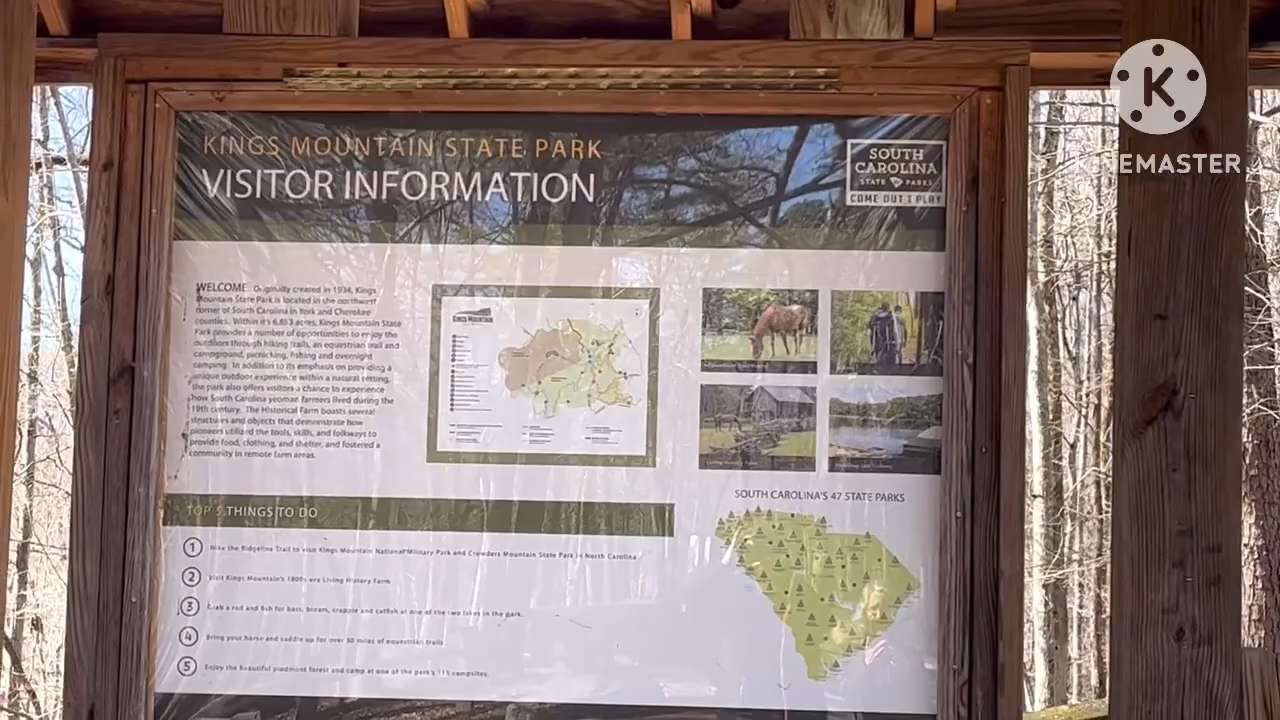 KINGS MOUNTAIN STATE PARK
VISITOR INFORMATION
SOUTH
CAROLINA
STATE PARKS
COME OUT & PLAY
KINEMASTER
WELCOME Originally created in 1934, Kings
Mountain State Park is located in the northwest
corner of South Carolina in York and Cherokee
counties. Within it's 6,883 acres, Kings Mountain State
Park provides a number of opportunities to enjoy the
outdoors through hiking trails, an equestrian trail and
campground, picnicking, fishing and overnight
camping. In addition to its emphasis on providing a
unique outdoor experience within a natural setting,
the park also offers visitors a chance to experience
how South Carolina yeoman farmers lived during the
19th century. The Historical Farm boasts several
structures and objects that demonstrate how
pioneers utilized the tools, skills, and folkways to
provide food, clothing, and shelter, and fostered a
community in remote farm areas.
KINGS MOUNTAIN
Living History Farm
TOP 5 THINGS TO DO
1 Hike the Ridgeline Trail to visit Kings Mountain National Military Park and Crowders Mountain State Park in North Carolina
2 Visit Kings Mountain's 1800s-era Living History Farm
3 Grab a rod and fish for bass, bream, crappie and catfish at one of the two lakes in the park.
4 Bring your horse and saddle up for over 30 miles of equestrian trails
5 Enjoy the beautiful piedmont forest and camp at one of the park's 115 campsites.
SOUTH CAROLINA'S 47 STATE PARKS